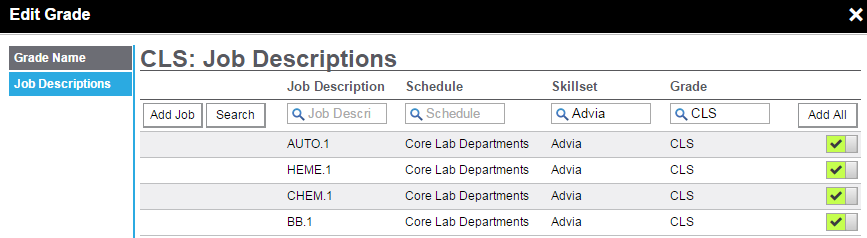 Edit Grade
Grade Name
Job Descriptions
CLS: Job Descriptions
Job Description Schedule Skillset Grade
Add Job Search Job Descri Schedule Advia CLS Add All
AUTO.1 Core Lab Departments Advia CLS
HEME.1 Core Lab Departments Advia CLS
CHEM.1 Core Lab Departments Advia CLS
BB.1 Core Lab Departments Advia CLS